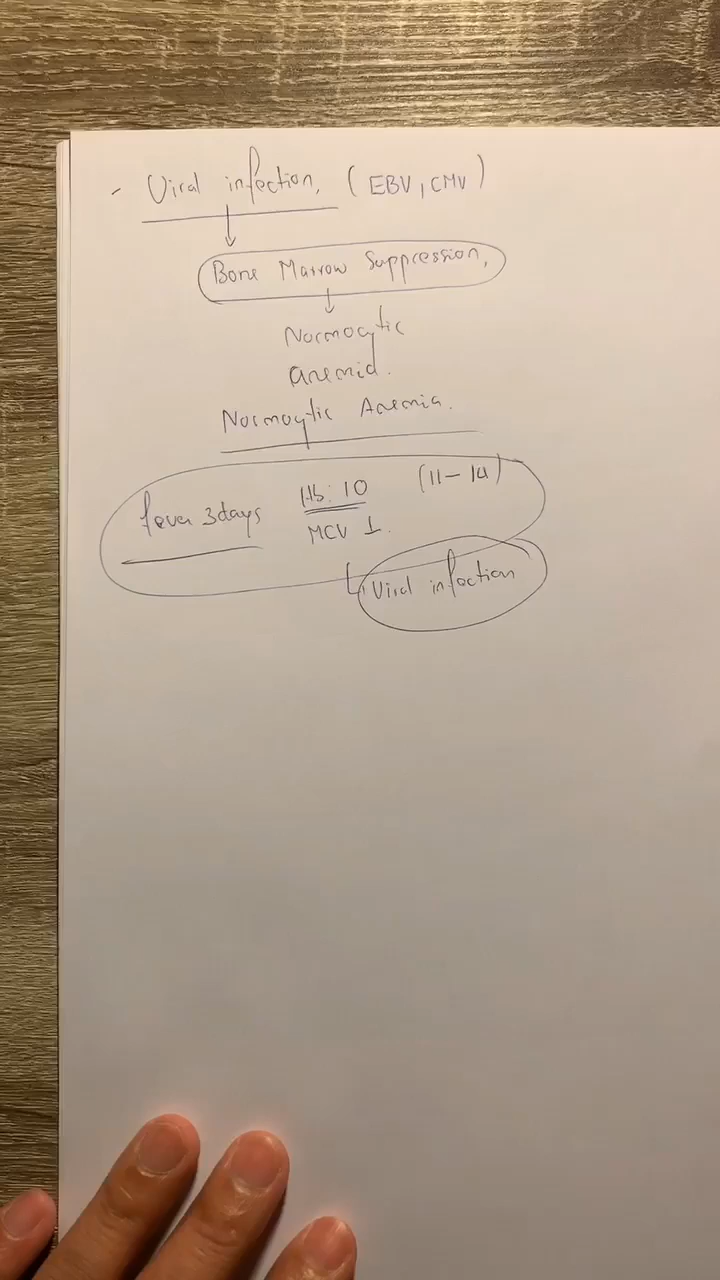 - Viral infection, (EBV, CMV)
Bone Marrow Suppression,
Normocytic
anemia.
Normocytic Anemia.
fever 3days Hb: 10 (11-14)
MCV ⊥.
Viral infection